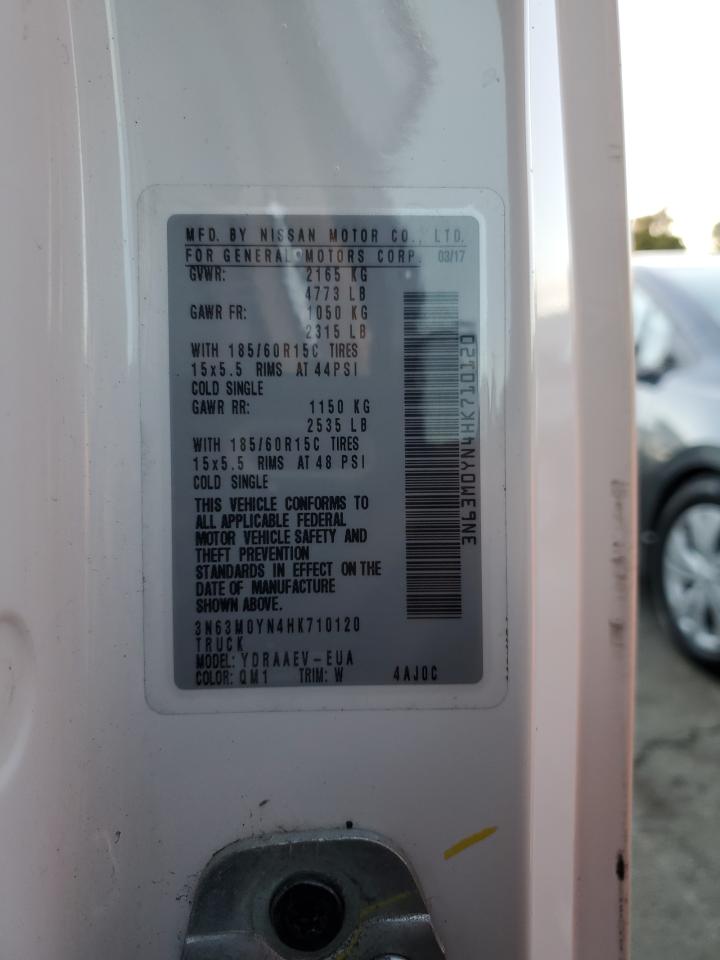 MFD. BY NISSAN MOTOR CO., LTD.
FOR GENERAL MOTORS CORP. 03/17
GVWR: 2165 KG
4773 LB
GAWR FR: 1050 KG
2315 LB
WITH 185/60R15C TIRES
15x5.5 RIMS AT 44PSI
COLD SINGLE
GAWR RR: 1150 KG
2535 LB
WITH 185/60R15C TIRES
15x5.5 RIMS AT 48 PSI
COLD SINGLE
THIS VEHICLE CONFORMS TO
ALL APPLICABLE FEDERAL
MOTOR VEHICLE SAFETY AND
THEFT PREVENTION
STANDARDS IN EFFECT ON THE
DATE OF MANUFACTURE
SHOWN ABOVE.
3N63M0YN4HK710120
TRUCK
MODEL: YDRAAEV-EUA
COLOR: QM1 TRIM: W 4AJ0C
3N63M0YN4HK710120